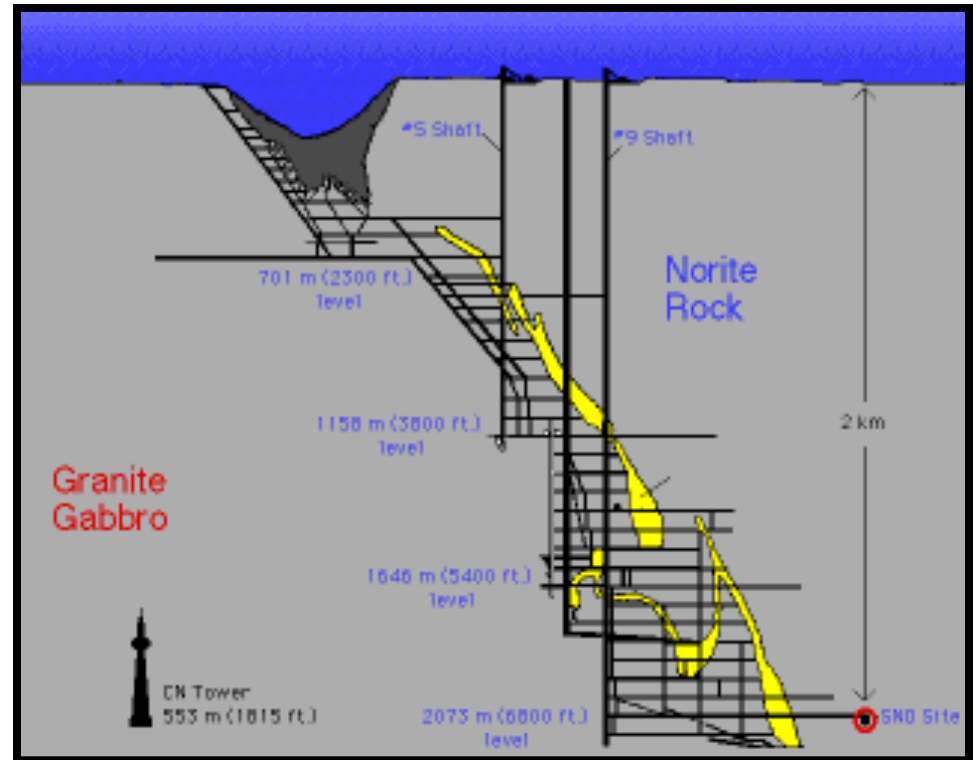 #5 Shaft
#9 Shaft
701 m (2300 ft.)
level
Norite
Rock
1158 m (3800 ft.)
level
2 km
Granite
Gabbro
1646 m (5400 ft.)
level
CN Tower
553 m (1815 ft.)
2073 m (6800 ft.)
level
SNO Site